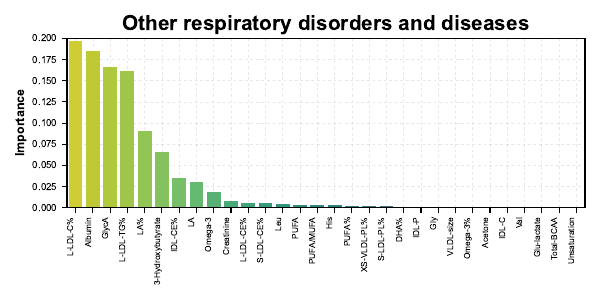 Other respiratory disorders and diseases
Importance
0.200
0.175
0.150
0.125
0.100
0.075
0.050
0.025
0.000
L-LDL-C%
Albumin
GlycA
L-LDL-TG%
LA%
3-Hydroxybutyrate
IDL-CE%
LA
Omega-3
Creatinine
L-LDL-CE%
S-LDL-CE%
Leu
PUFA
PUFA/MUFA
His
PUFA%
XS-VLDL-PL%
S-LDL-PL%
DHA%
IDL-P
Gly
VLDL-size
Omega-3%
Acetone
IDL-C
Val
Glu-lactate
Total-BCAA
Unsaturation